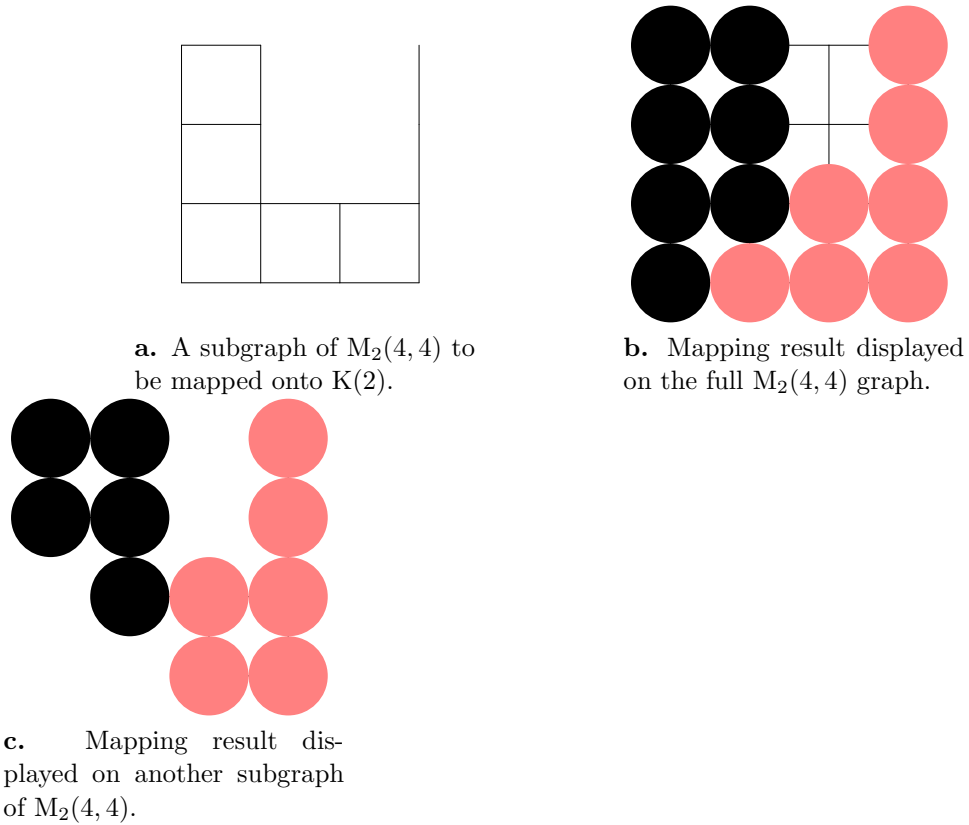 a. A subgraph of M₂(4, 4) to
be mapped onto K(2).
b. Mapping result displayed
on the full M₂(4, 4) graph.
c. Mapping result dis-
played on another subgraph
of M₂(4, 4).